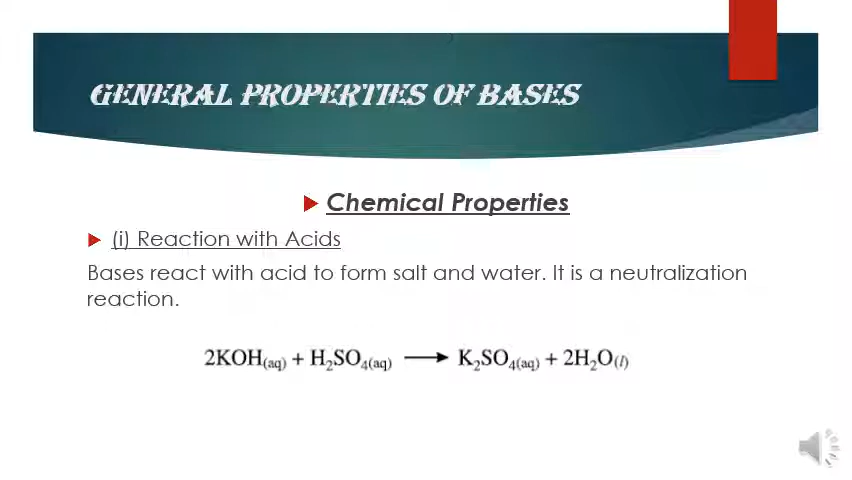 GENERAL PROPERTIES OF BASES
Chemical Properties
(i) Reaction with Acids
Bases react with acid to form salt and water. It is a neutralization
reaction.
2KOH(aq) + H₂SO₄(aq) ⟶ K₂SO₄(aq) + 2H₂O(l)